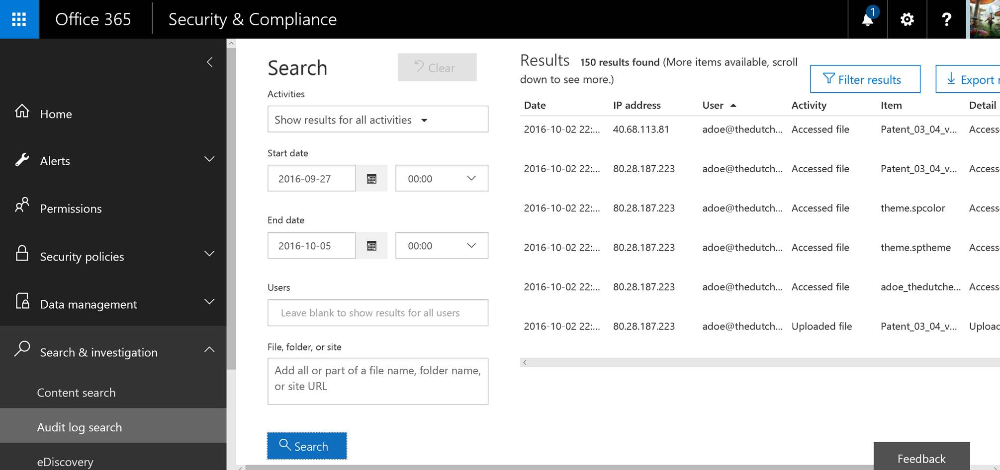 Office 365
Security & Compliance
1
?
Home
Alerts
Permissions
Security policies
Data management
Search & investigation
Content search
Audit log search
eDiscovery
Search
Clear
Activities
Show results for all activities
Start date
2016-09-27
00:00
End date
2016-10-05
00:00
Users
Leave blank to show results for all users
File, folder, or site
Add all or part of a file name, folder name,
or site URL
Search
Results 150 results found (More items available, scroll
down to see more.)
Filter results
Export r
Date IP address User Activity Item Detail
2016-10-02 22:... 40.68.113.81 adoe@thedutch... Accessed file Patent_03_04_v... Access
2016-10-02 22:... 80.28.187.223 adoe@thedutch... Accessed file Patent_03_04_v... Access
2016-10-02 22:... 80.28.187.223 adoe@thedutch... Accessed file theme.spcolor Access
2016-10-02 22:... 80.28.187.223 adoe@thedutch... Accessed file theme.sptheme Access
2016-10-02 22:... 80.28.187.223 adoe@thedutch... Accessed file adoe_thedutche... Access
2016-10-02 22:... 80.28.187.223 adoe@thedutch... Uploaded file Patent_03_04_v... Upload
Feedback